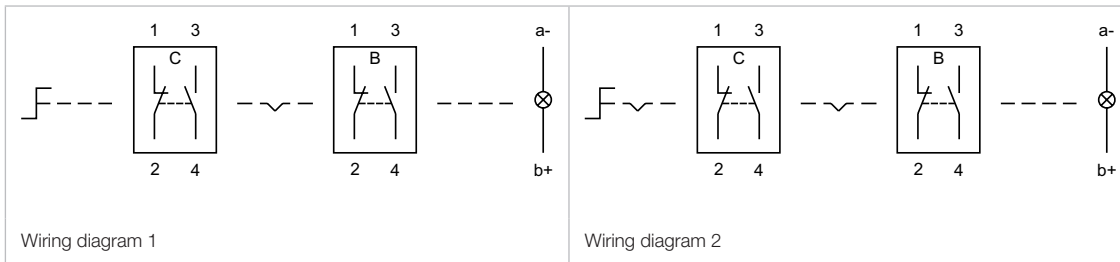 1 3 1 3 a-
C B
2 4 2 4 b+
Wiring diagram 1
1 3 1 3 a-
C B
2 4 2 4 b+
Wiring diagram 2